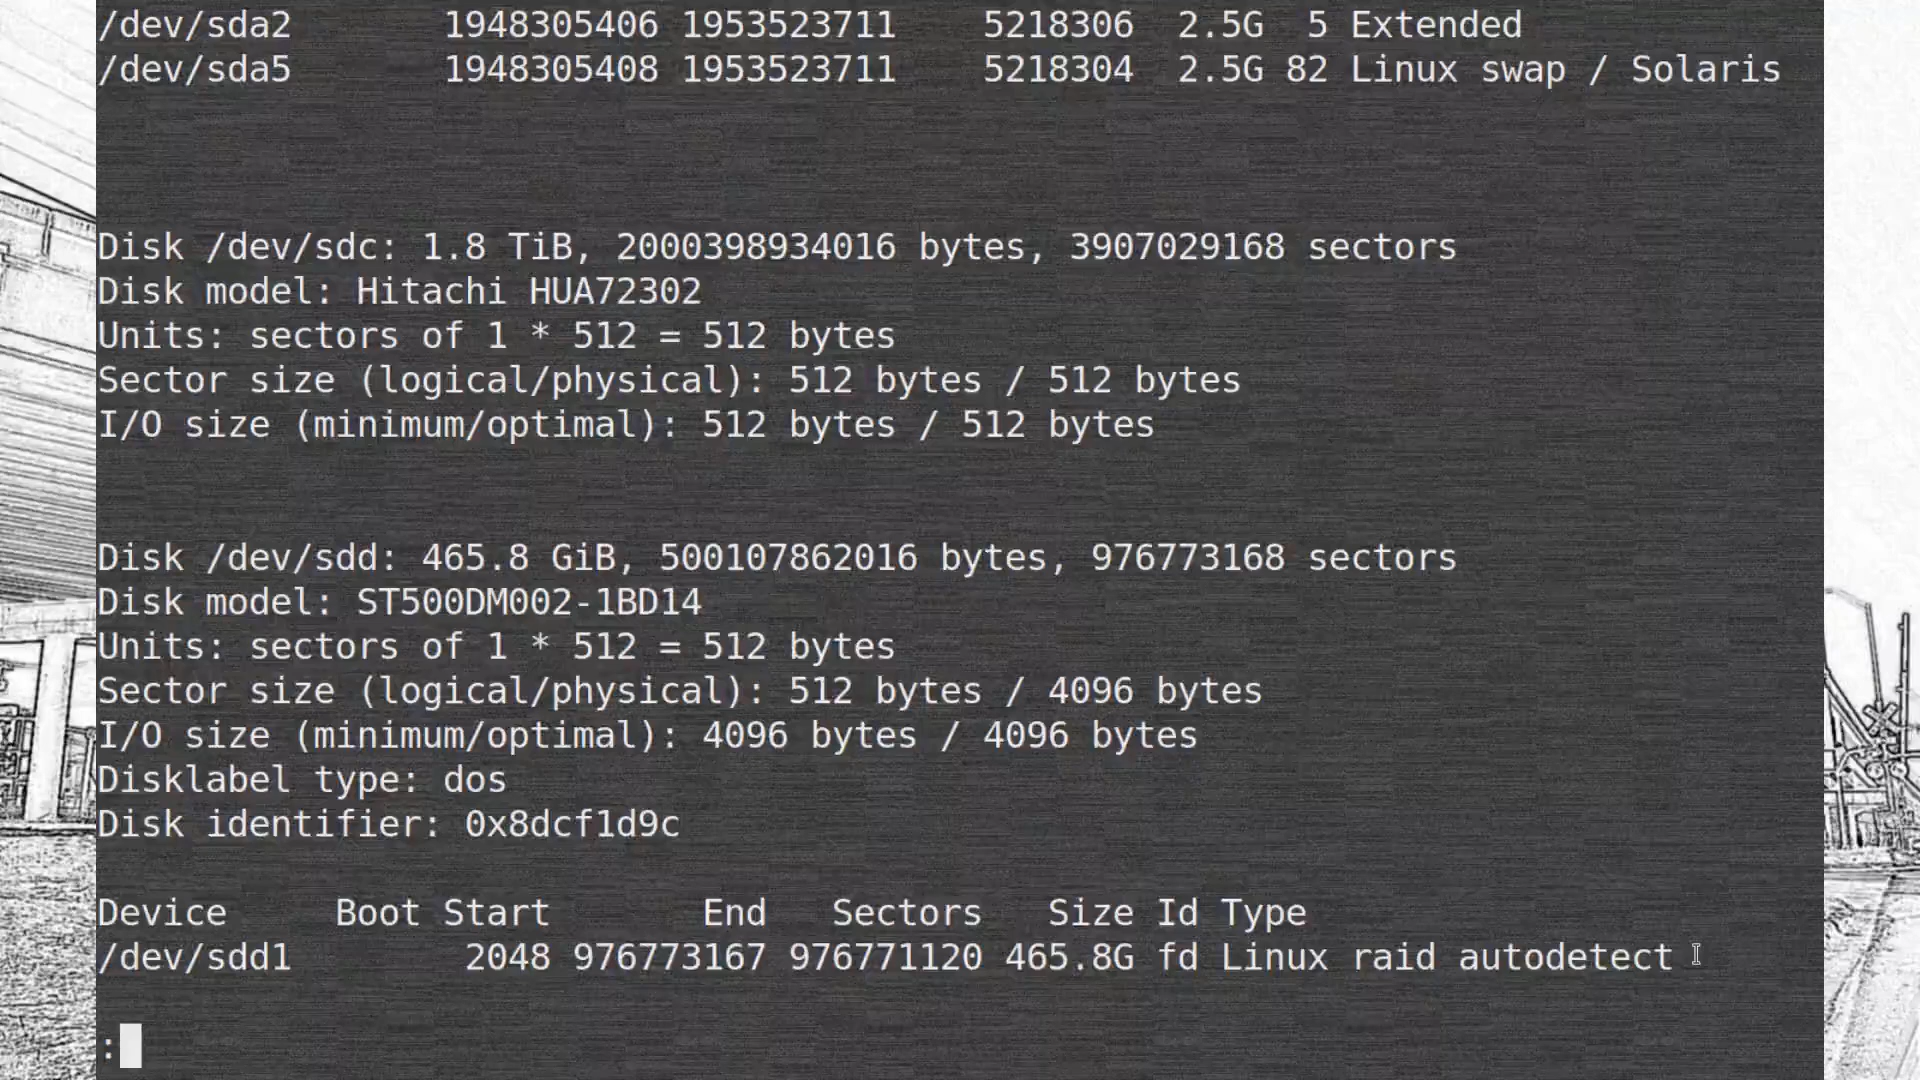 /dev/sda2       1948305406 1953523711    5218306  2.5G  5 Extended
/dev/sda5       1948305408 1953523711    5218304  2.5G 82 Linux swap / Solaris
Disk /dev/sdc: 1.8 TiB, 2000398934016 bytes, 3907029168 sectors
Disk model: Hitachi HUA72302
Units: sectors of 1 * 512 = 512 bytes
Sector size (logical/physical): 512 bytes / 512 bytes
I/O size (minimum/optimal): 512 bytes / 512 bytes
Disk /dev/sdd: 465.8 GiB, 500107862016 bytes, 976773168 sectors
Disk model: ST500DM002-1BD14
Units: sectors of 1 * 512 = 512 bytes
Sector size (logical/physical): 512 bytes / 4096 bytes
I/O size (minimum/optimal): 4096 bytes / 4096 bytes
Disklabel type: dos
Disk identifier: 0x8dcf1d9c
Device     Boot Start       End   Sectors   Size Id Type
/dev/sdd1        2048 976773167 976771120 465.8G fd Linux raid autodetect
: